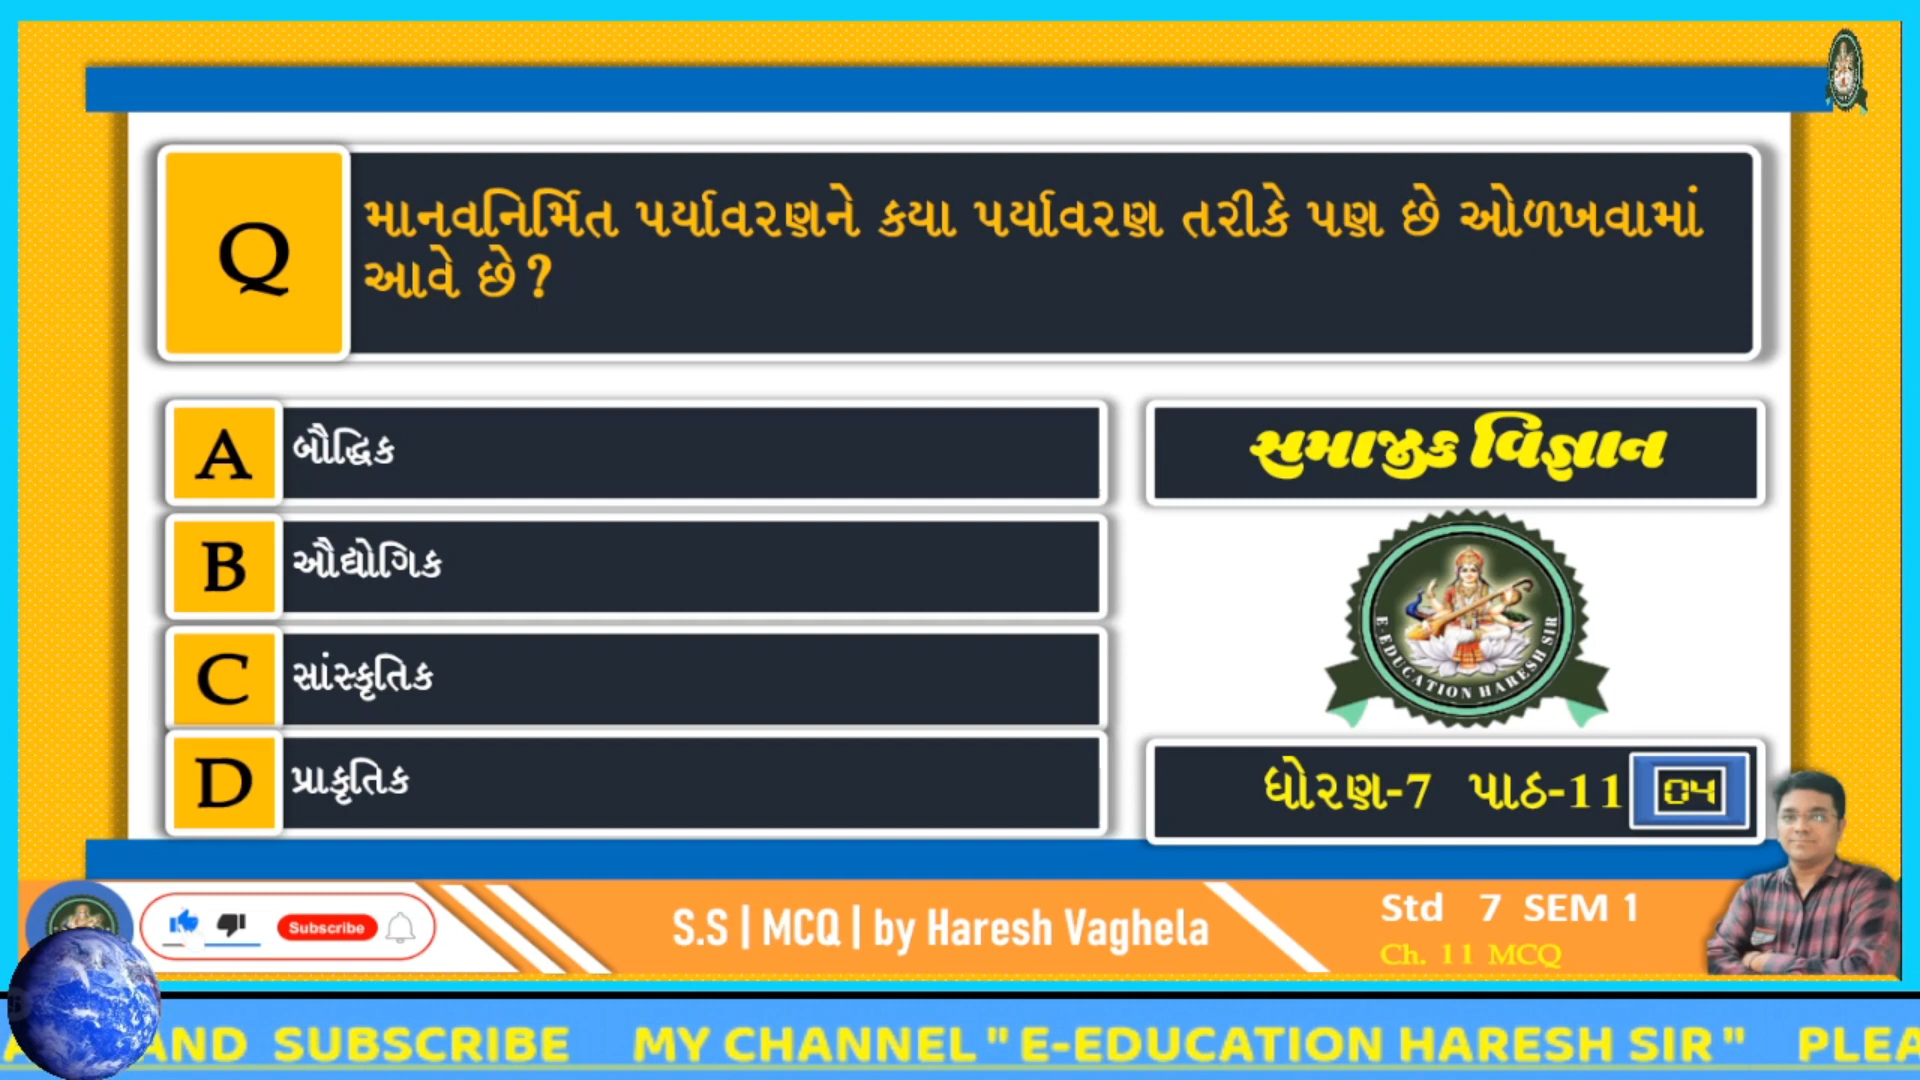 Q
માનવનિર્મિત પર્યાવરણને કયા પર્યાવરણ તરીકે પણ છે ઓળખવામાં
આવે છે?
A બૌદ્ધિક
B ઔદ્યોગિક
C સાંસ્કૃતિક
D પ્રાકૃતિક
સમાજીક વિજ્ઞાન
E-EDUCATION HARESH SIR
ધોરણ-7 પાઠ-11 04
Subscribe
S.S | MCQ | by Haresh Vaghela
Std 7 SEM 1
Ch. 11 MCQ
AND SUBSCRIBE MY CHANNEL "E-EDUCATION HARESH SIR" PLEA